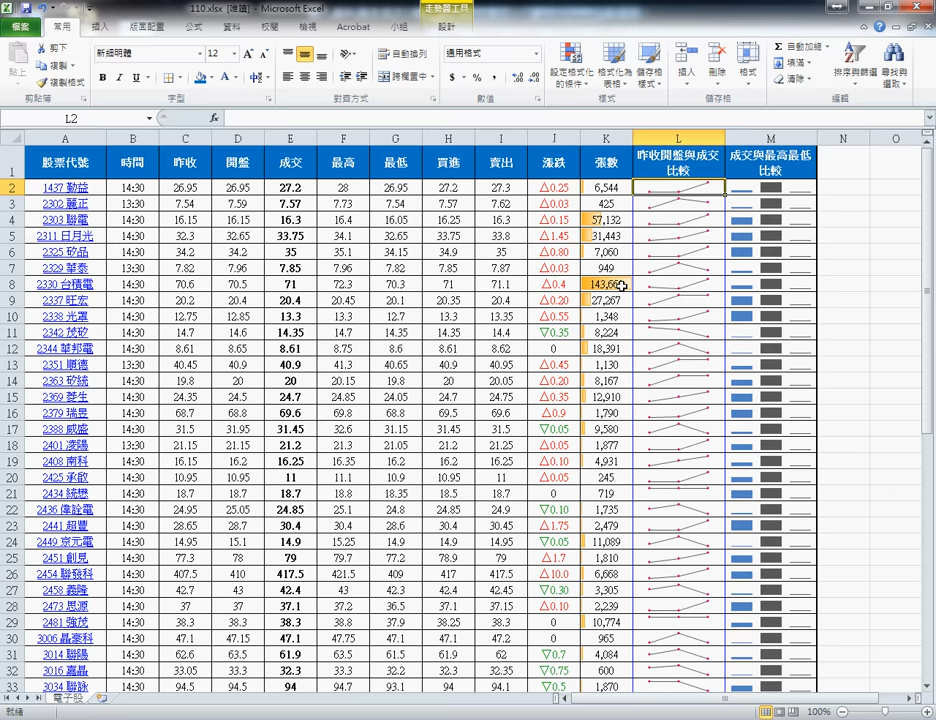 110.xlsx [唯讀] - Microsoft Excel
走勢圖工具
檔案 常用 插入 版面配置 公式 資料 校閱 檢視 Acrobat 小組 設計
剪下 新細明體 12 自動換列 通用格式 自動加總
貼上 複製 跨欄置中 設定格式化的條件 格式化為表格 儲存格樣式 插入 刪除 格式 填滿 排序與篩選 尋找與選取
複製格式 清除
剪貼簿 字型 對齊方式 數值 樣式 儲存格 編輯
L2 fx
A B C D E F G H I J K L M N O
1 股票代號 時間 昨收 開盤 成交 最高 最低 買進 賣出 漲跌 張數 昨收開盤與成交比較 成交與最高最低比較
2 1437 勤益 14:30 26.95 26.95 27.2 28 26.95 27.2 27.3 △0.25 6,544
3 2302 麗正 13:30 7.54 7.59 7.57 7.73 7.54 7.57 7.62 △0.03 425
4 2303 聯電 14:30 16.15 16.15 16.3 16.4 16.05 16.25 16.3 △0.15 57,132
5 2311 日月光 14:30 32.3 32.65 33.75 34.1 32.65 33.75 33.8 △1.45 31,443
6 2325 矽品 14:30 34.2 34.2 35 35.1 34.15 34.9 35 △0.80 7,060
7 2329 華泰 14:30 7.82 7.96 7.85 7.96 7.82 7.85 7.87 △0.03 949
8 2330 台積電 14:30 70.6 70.9 71 72.3 70.3 71 71.1 △0.4
9 2337 旺宏 14:30 20.2 20.4 20.4 20.45 20.1 20.35 20.4 △0.20 27,267
10 2338 光罩 14:30 12.75 12.85 13.3 13.3 12.7 13.3 13.35 △0.55 1,348
11 2342 茂矽 14:30 14.7 14.6 14.35 14.7 14.35 14.35 14.4 ▽0.35 8,224
12 2344 華邦電 14:30 8.61 8.65 8.61 8.75 8.6 8.61 8.62 0 18,391
13 2351 順德 13:30 40.45 40.9 40.9 41.3 40.65 40.9 40.95 △0.45 1,130
14 2363 矽統 14:30 19.8 20 20 20.15 19.8 20 20.05 △0.20 8,167
15 2369 菱生 14:30 24.35 24.5 24.7 24.85 24.05 24.7 24.75 △0.35 12,910
16 2379 瑞昱 14:30 68.7 68.8 69.6 69.6 68.8 69.5 69.6 △0.9 1,790
17 2388 威盛 14:30 31.5 31.95 31.45 32.6 31.15 31.45 31.5 ▽0.05 9,580
18 2401 凌陽 13:30 21.15 21.15 21.2 21.3 21.05 21.2 21.25 △0.05 1,877
19 2408 南科 14:30 16.15 16.2 16.25 16.35 16.2 16.2 16.25 △0.10 4,931
20 2425 承啟 14:30 10.95 10.95 11 11.1 10.9 10.95 11 △0.05 245
21 2434 統懋 14:30 18.7 18.7 18.7 18.8 18.35 18.5 18.7 0 719
22 2436 偉詮電 14:30 24.95 25.05 24.85 25.1 24.8 24.85 24.9 ▽0.10 1,735
23 2441 超豐 14:30 28.65 28.7 30.4 30.4 28.6 30.4 30.45 △1.75 2,479
24 2449 京元電 14:30 14.95 15.1 14.9 15.25 14.9 14.9 14.95 ▽0.05 11,089
25 2451 創見 14:30 77.3 78 79 79.7 77.2 78.9 79 △1.7 1,810
26 2454 聯發科 14:30 407.5 410 417.5 421.5 409 417 417.5 △10.0 6,668
27 2458 義隆 14:30 42.7 43 42.4 43 42.3 42.4 42.45 ▽0.30 3,305
28 2473 思源 14:30 37 37 37.1 37.2 36.5 37.1 37.15 △0.10 2,239
29 2481 強茂 14:30 38.3 38.3 38.3 38.8 37.9 38.25 38.3 0 10,774
30 3006 晶豪科 14:30 47.1 47.15 47.1 47.75 47.1 47.1 47.2 0 965
31 3014 聯陽 14:30 62.6 63.5 61.9 63.5 61.5 61.9 62 ▽0.7 4,084
32 3016 嘉晶 14:30 33.05 33.3 32.3 33.3 32.3 32.3 32.35 ▽0.75 600
33 3034 聯詠 14:30 94.5 94.5 94 94.7 93.1 94 94.1 ▽0.5 1,870
電子股
就緒 100%